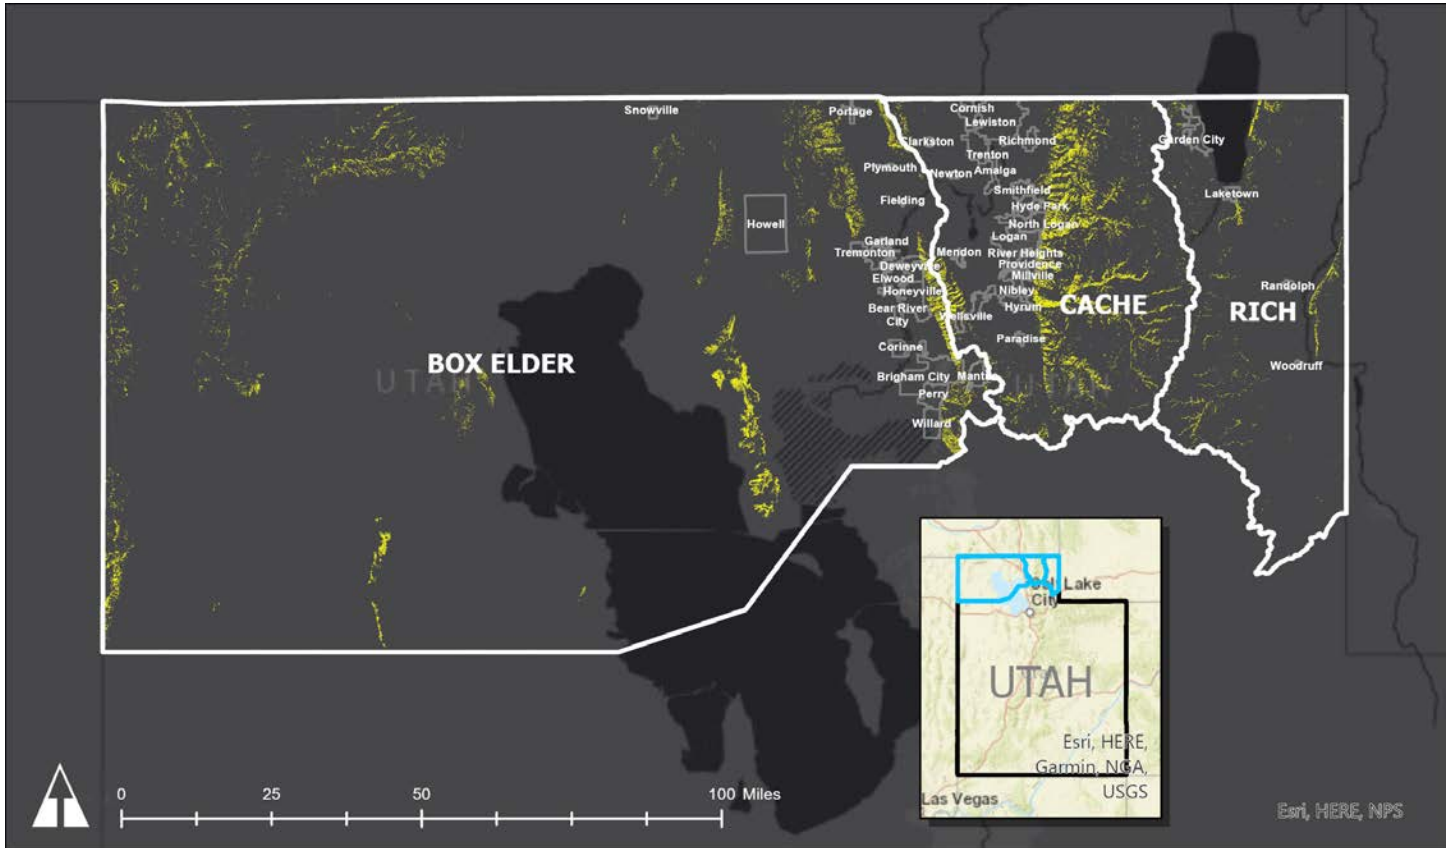 Snowville
Portage
Cornish
Lewiston
Clarkston
Richmond
Garden City
Trenton
Plymouth
Newton
Amalga
Smithfield
Laketown
Fielding
Hyde Park
Howell
North Logan
Logan
Garland
Tremonton
Mendon
River Heights
Providence
Deweyville
Elwood
Millville
Honeyville
Nibley
Randolph
Bear River
City
Hyrum
CACHE
RICH
Wellsville
Paradise
Corinne
BOX ELDER
Woodruff
UTAH
UTAH
Brigham City
Mantu
Perry
Willard
Lake
City
UTAH
Esri, HERE,
Garmin, NGA,
USGS
Las Vegas
0 25 50 100 Miles
Esri, HERE, NPS